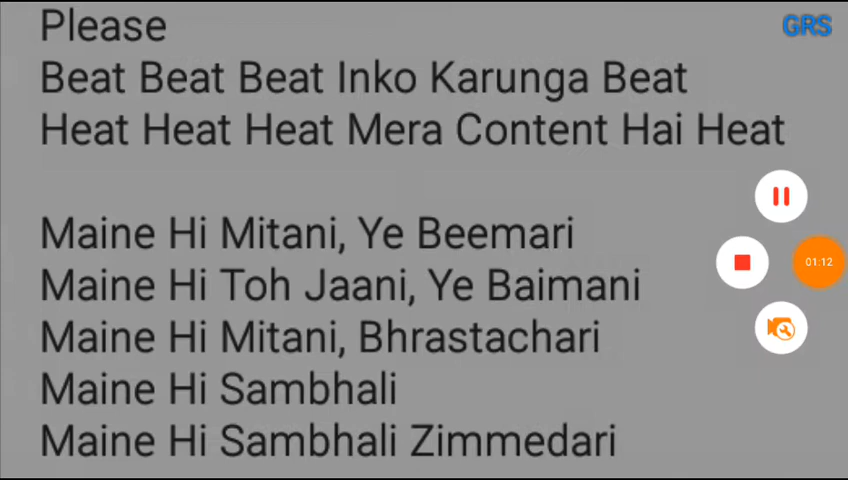 GRS
Please
Beat Beat Beat Inko Karunga Beat
Heat Heat Heat Mera Content Hai Heat
Maine Hi Mitani, Ye Beemari
Maine Hi Toh Jaani, Ye Baimani
Maine Hi Mitani, Bhrastachari
Maine Hi Sambhali
Maine Hi Sambhali Zimmedari
01:12